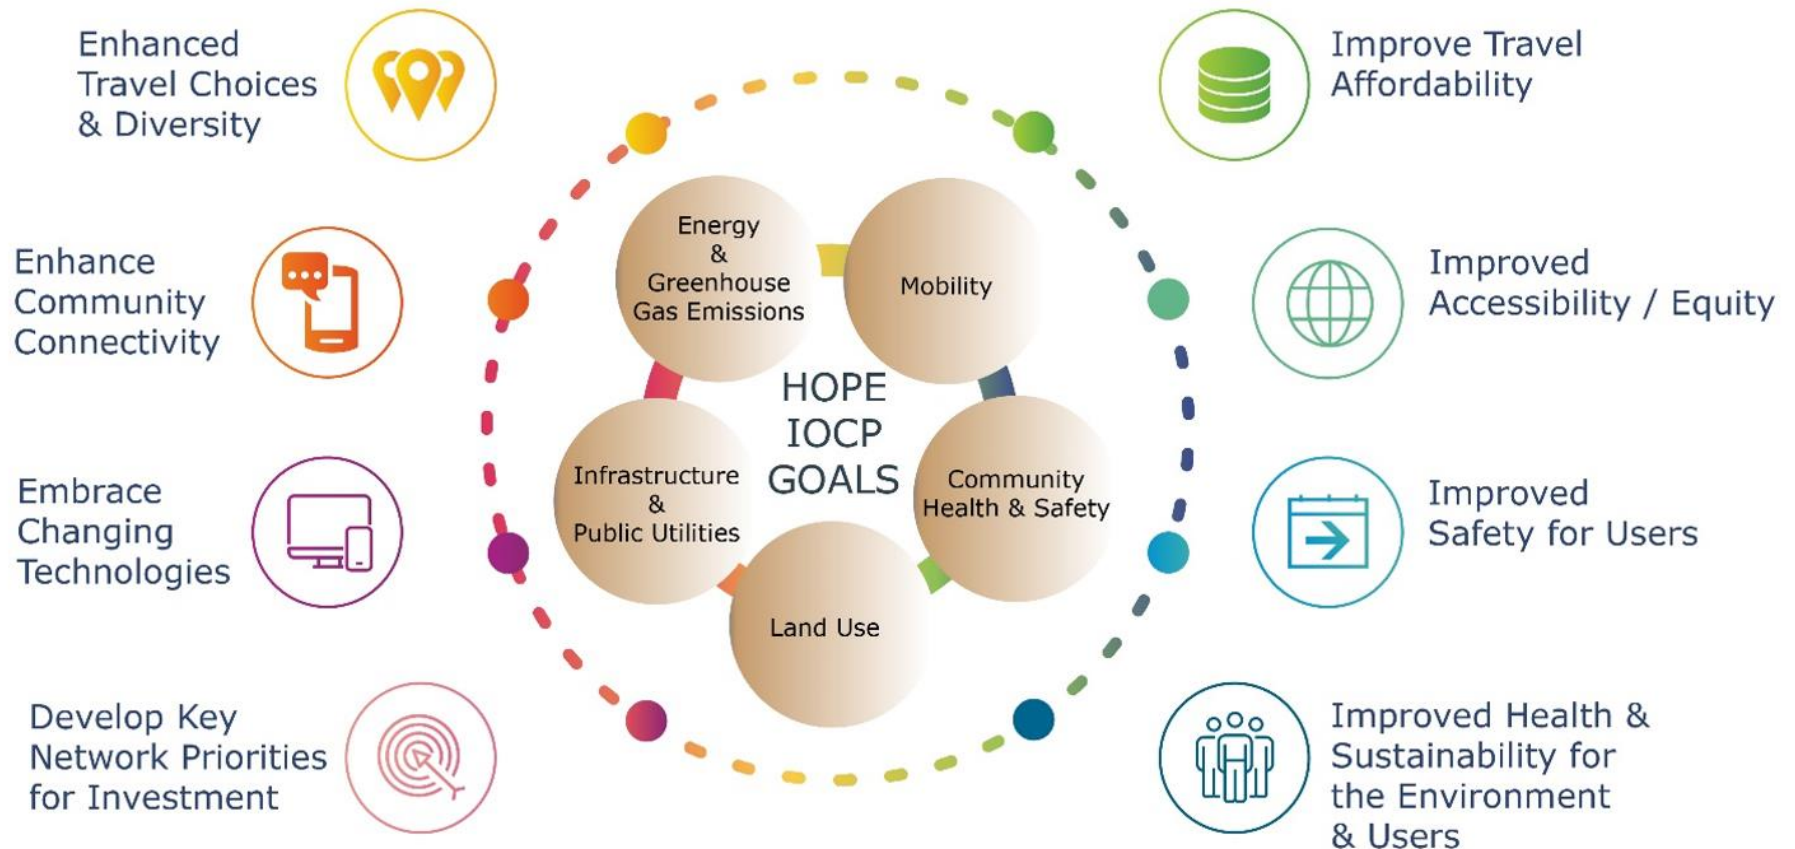 Enhanced
Travel Choices
& Diversity
Enhance
Community
Connectivity
Embrace
Changing
Technologies
Develop Key
Network Priorities
for Investment
Energy
&
Greenhouse
Gas Emissions
Mobility
HOPE
IOCP
GOALS
Infrastructure
&
Public Utilities
Community
Health & Safety
Land Use
Improve Travel
Affordability
Improved
Accessibility / Equity
Improved
Safety for Users
Improved Health &
Sustainability for
the Environment
& Users